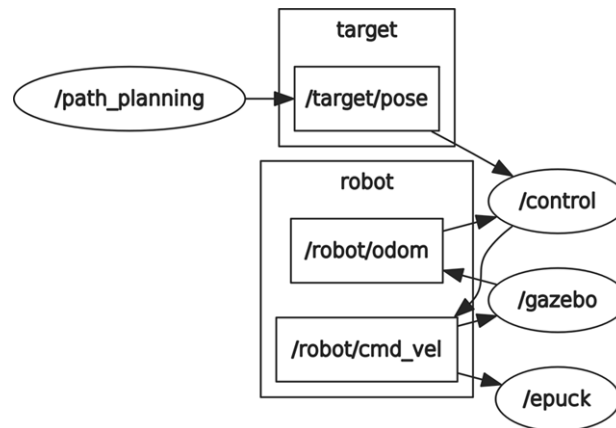 target
/path_planning
/target/pose
robot
/control
/robot/odom
/gazebo
/robot/cmd_vel
/epuck